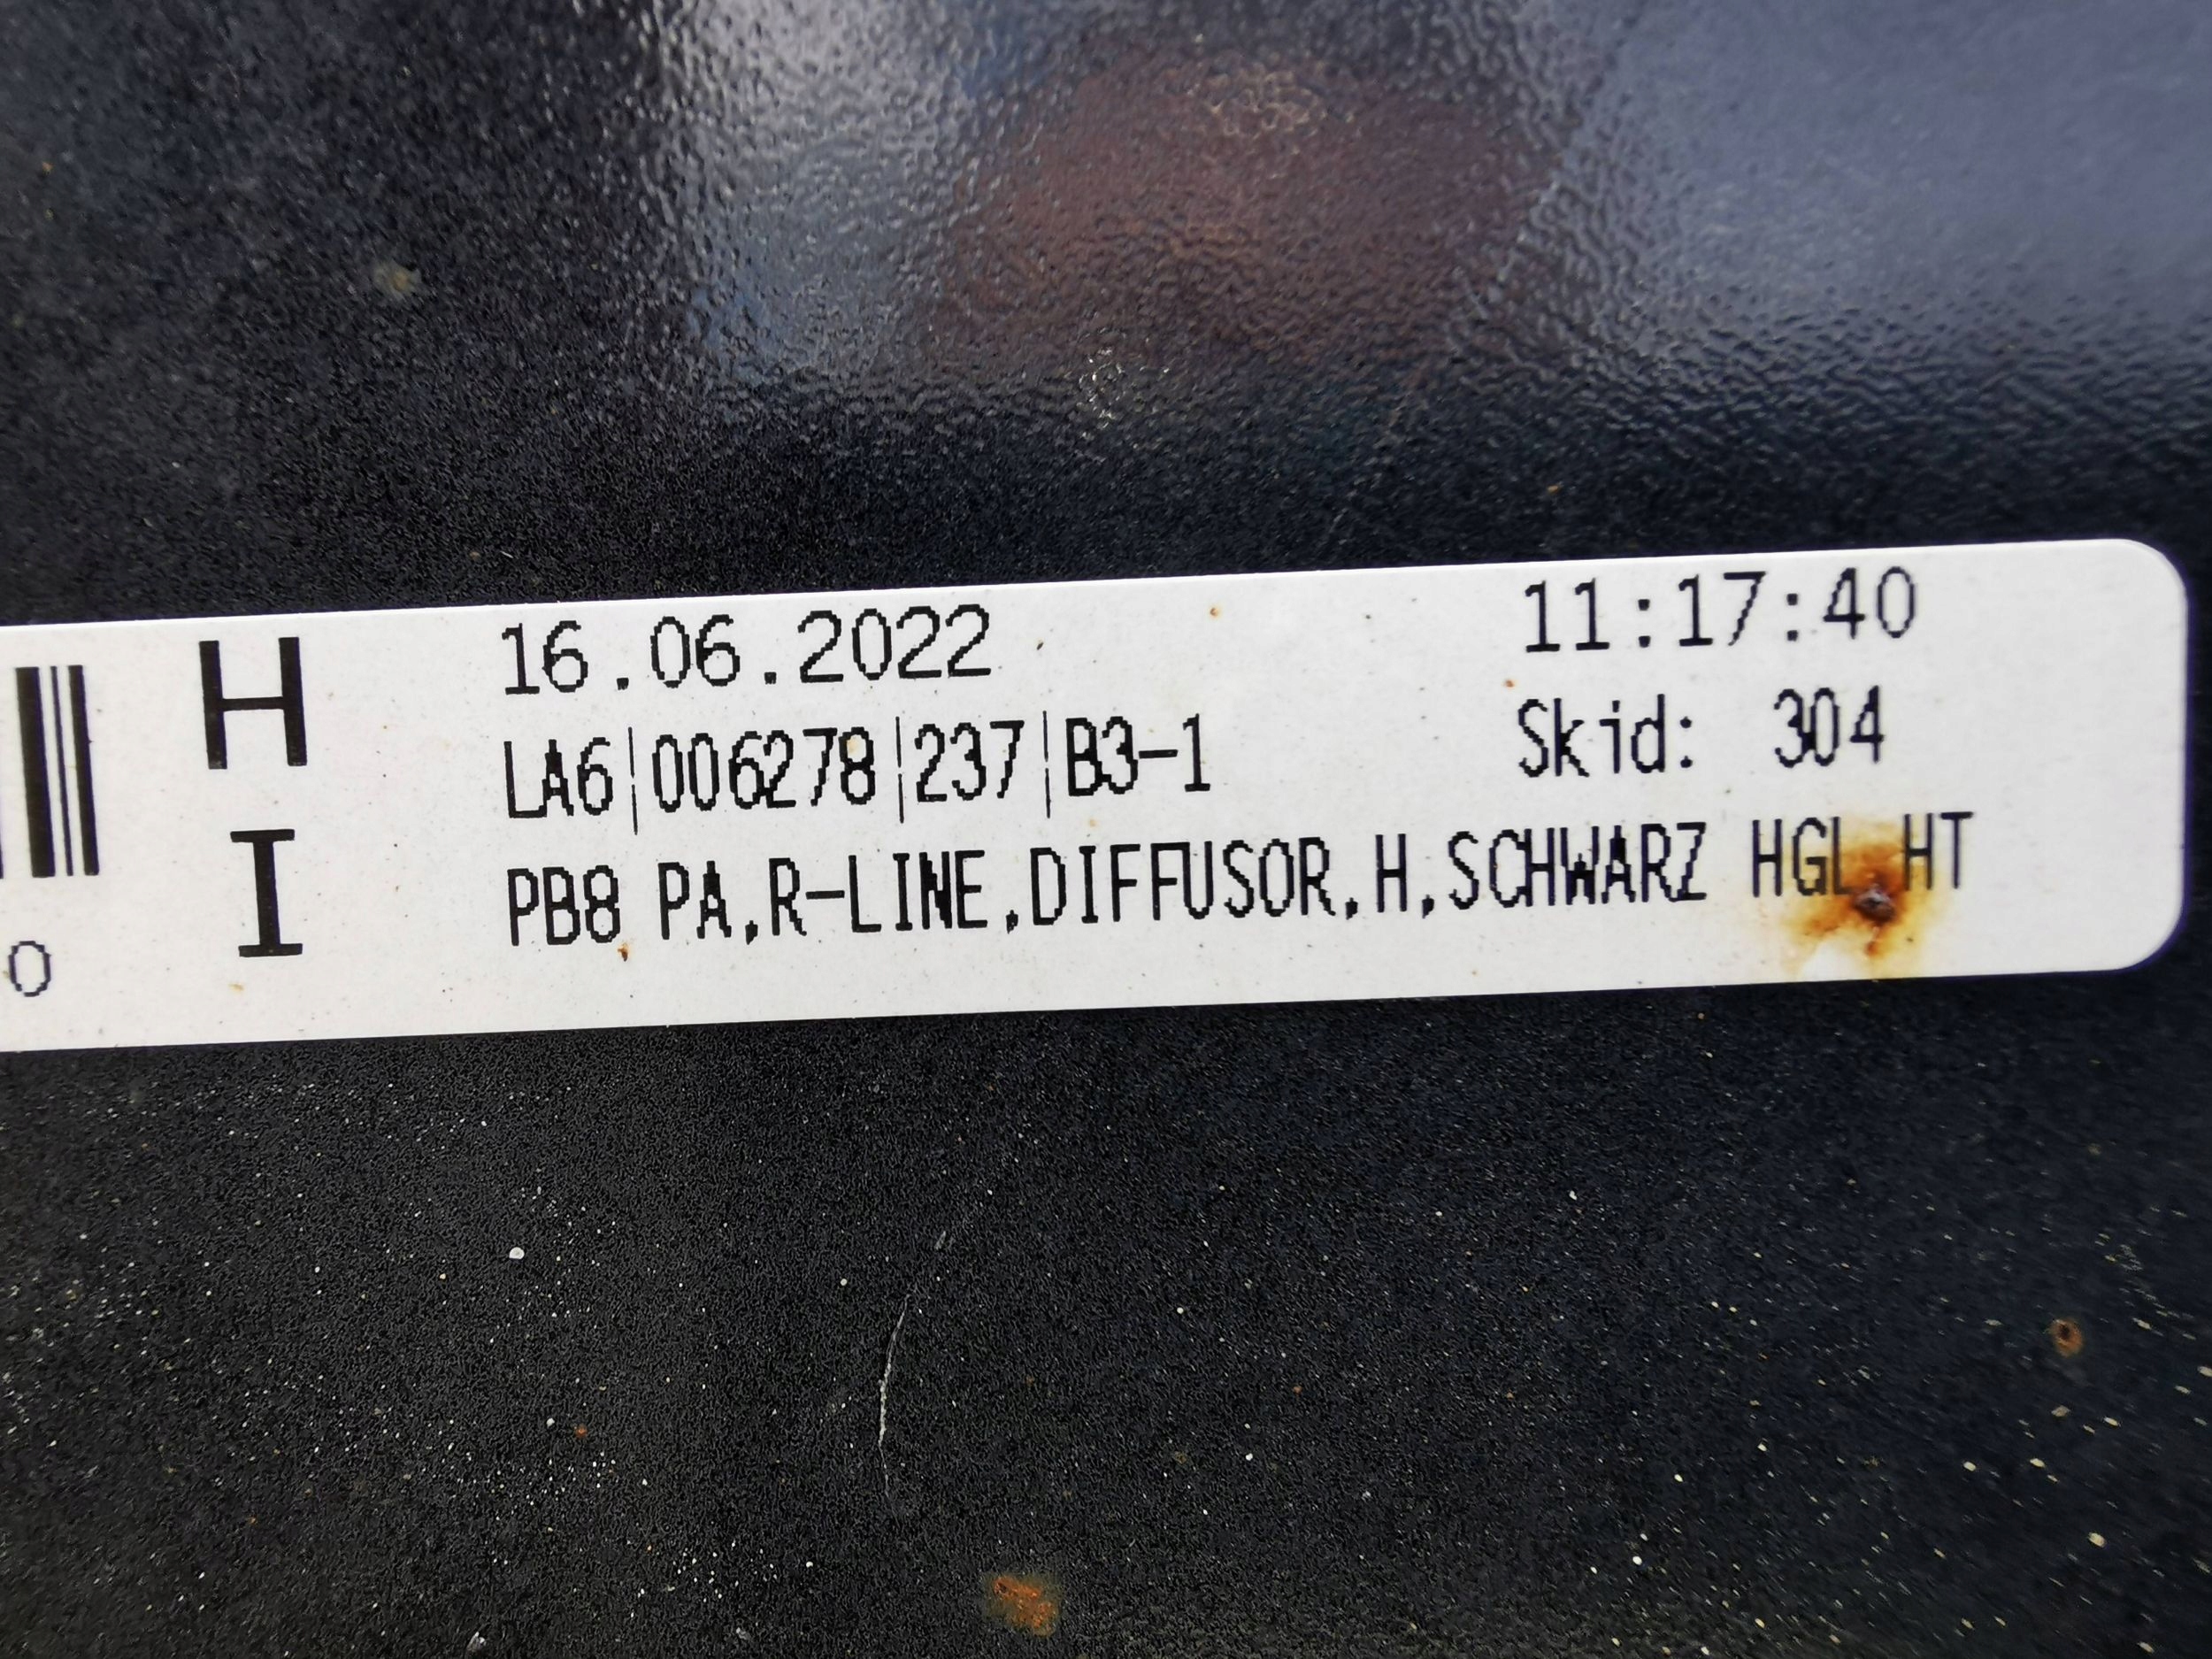 H 16.06.2022 11:17:40
LA6|006278|237|B3-1 Skid: 304
I PB8 PA,R-LINE,DIFFUSOR,H,SCHWARZ HGL HT
0